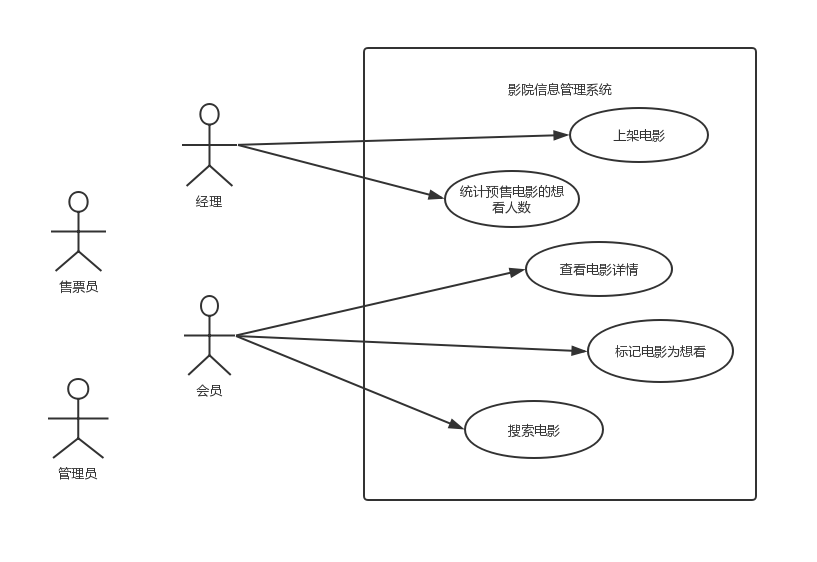 影院信息管理系统
上架电影
经理
统计预售电影的想
看人数
售票员
查看电影详情
标记电影为想看
会员
搜索电影
管理员